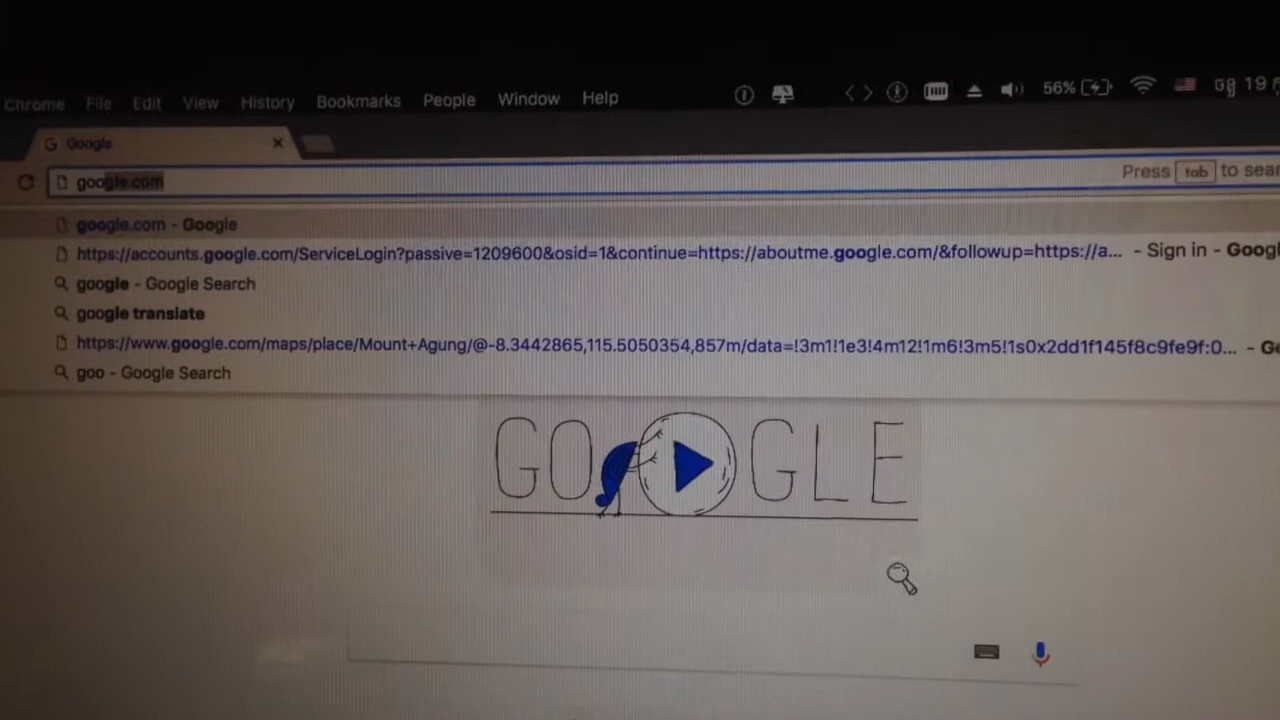 Chrome File Edit View History Bookmarks People Window Help 56% 19
Google
google.com Press tab to sear
google.com - Google
https://accounts.google.com/ServiceLogin?passive=1209600&osid=1&continue=https://aboutme.google.com/&followup=https://a... - Sign in - Googl
google - Google Search
google translate
https://www.google.com/maps/place/Mount+Agung/@-8.3442865,115.5050354,857m/data=!3m1!1e3!4m12!1m6!3m5!1s0x2dd1f145f8c9fe9f:0... - Go
goo - Google Search
GOOGLE